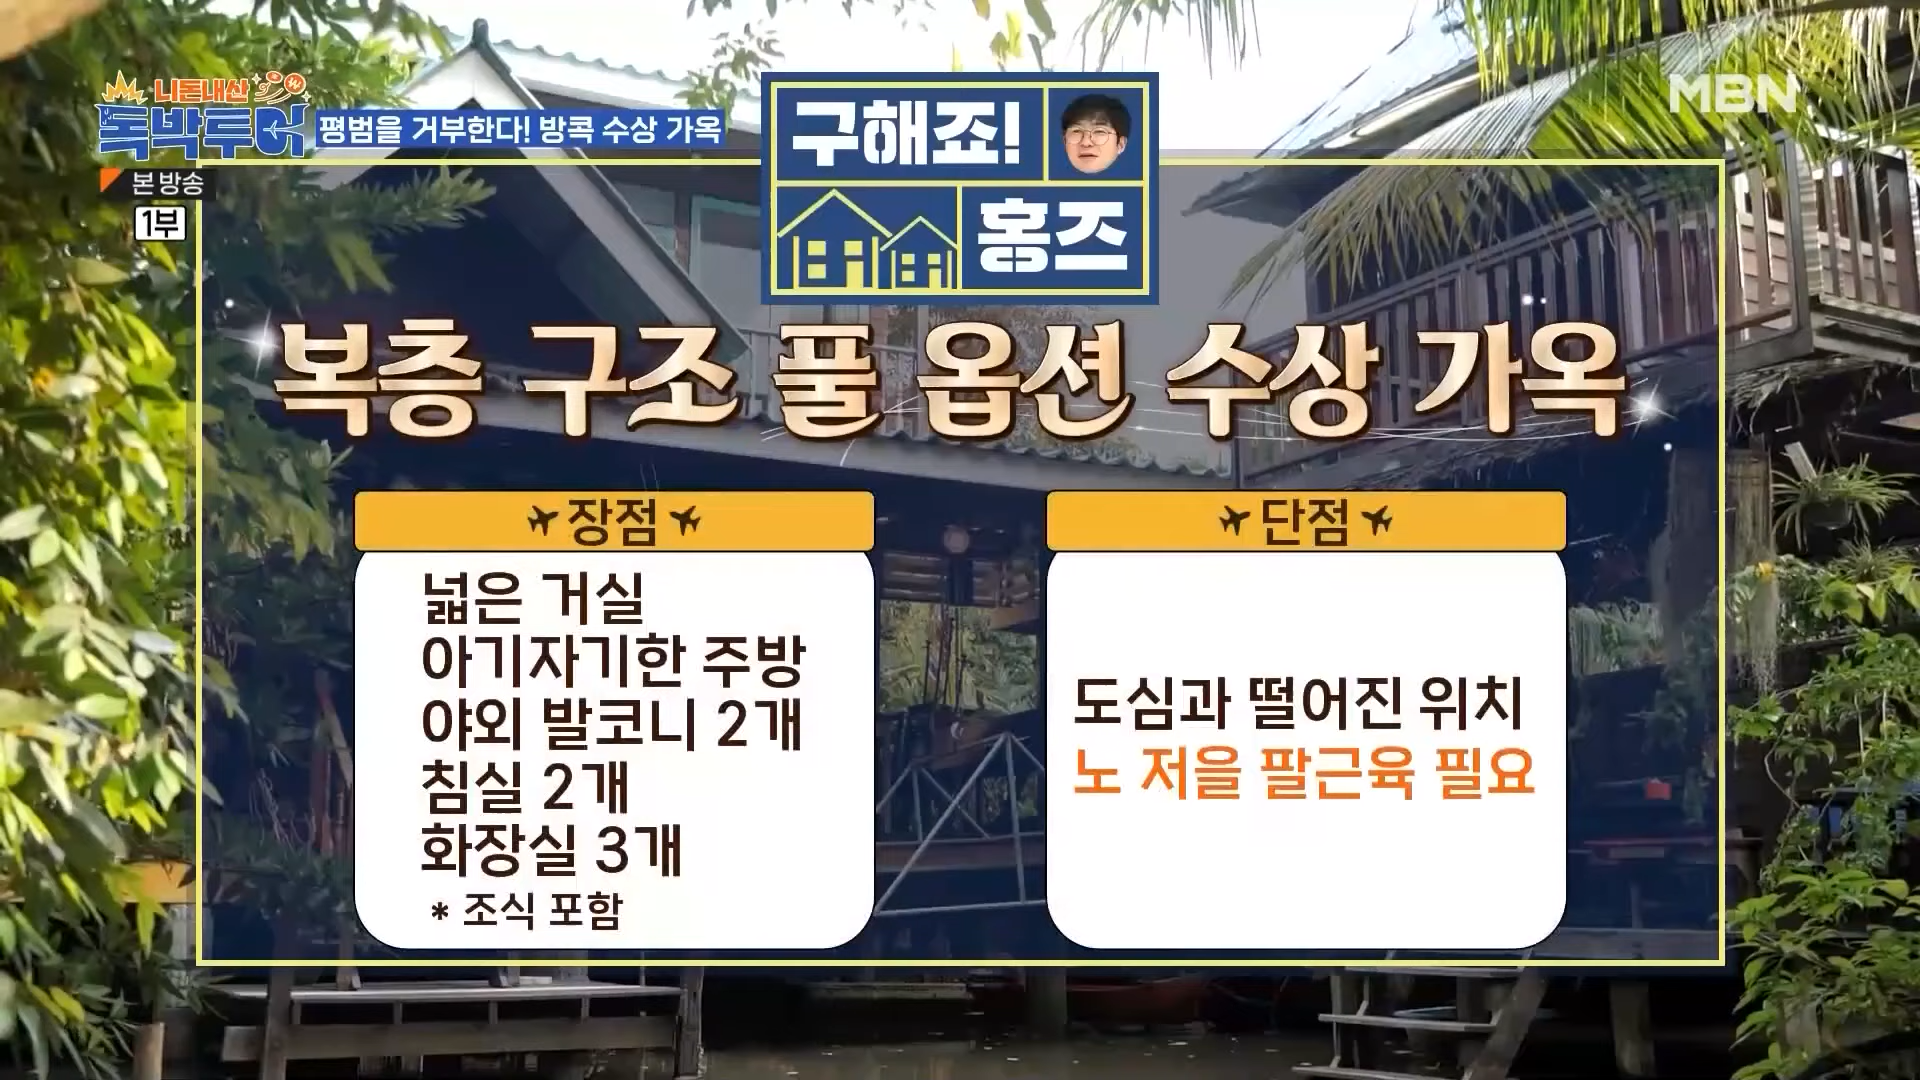 니돈내산
독박투어
평범을 거부한다! 방콕 수상 가옥
MBN
본 방송
1부
구해죠!
홍즈
복층 구조 풀 옵션 수상 가옥
장점
넓은 거실
아기자기한 주방
야외 발코니 2개
침실 2개
화장실 3개
* 조식 포함
단점
도심과 떨어진 위치
노 저을 팔근육 필요